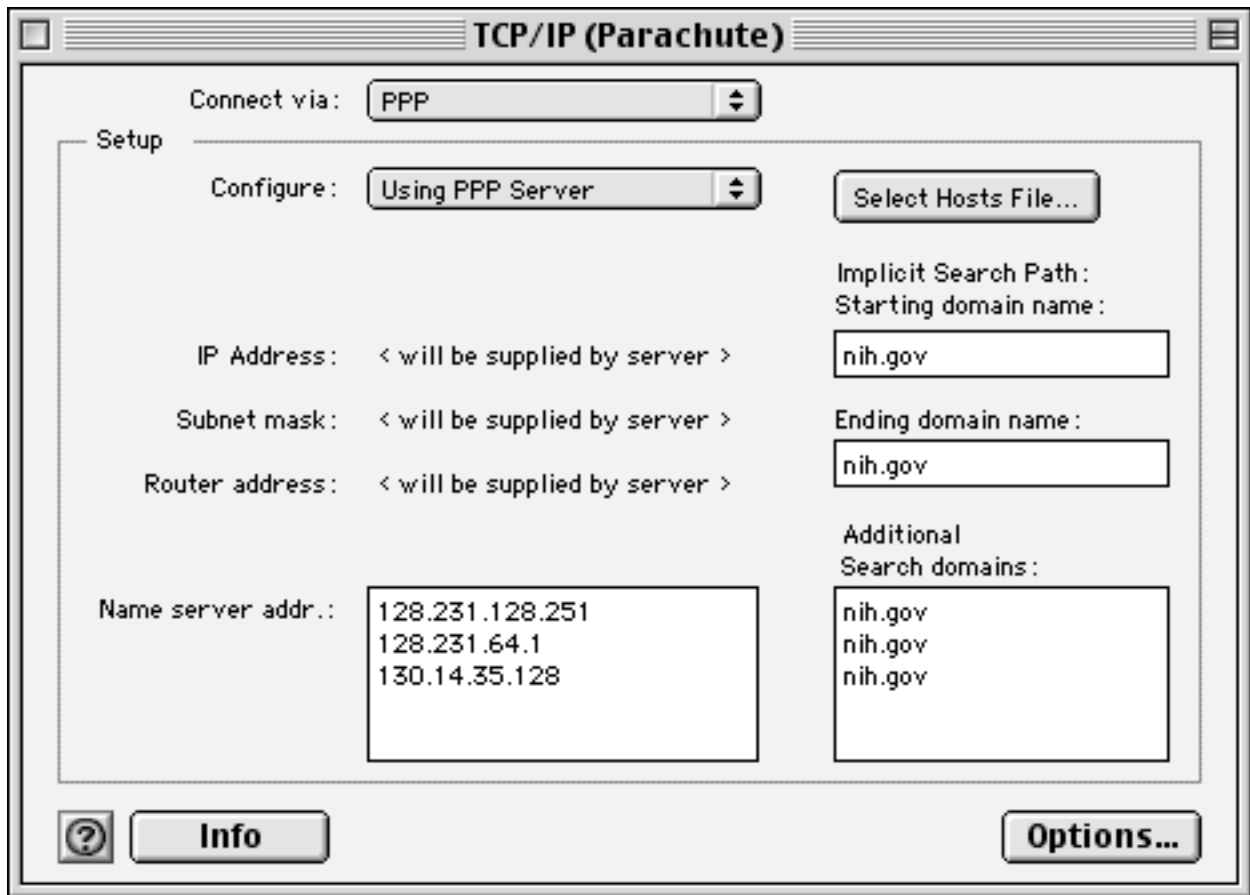 TCP/IP (Parachute)
Connect via: PPP
Setup
Configure: Using PPP Server
Select Hosts File...
Implicit Search Path:
Starting domain name:
IP Address: < will be supplied by server >
nih.gov
Subnet mask: < will be supplied by server >
Ending domain name:
nih.gov
Router address: < will be supplied by server >
Additional
Search domains:
Name server addr.:
128.231.128.251
128.231.64.1
130.14.35.128
nih.gov
nih.gov
nih.gov
?
Info
Options...